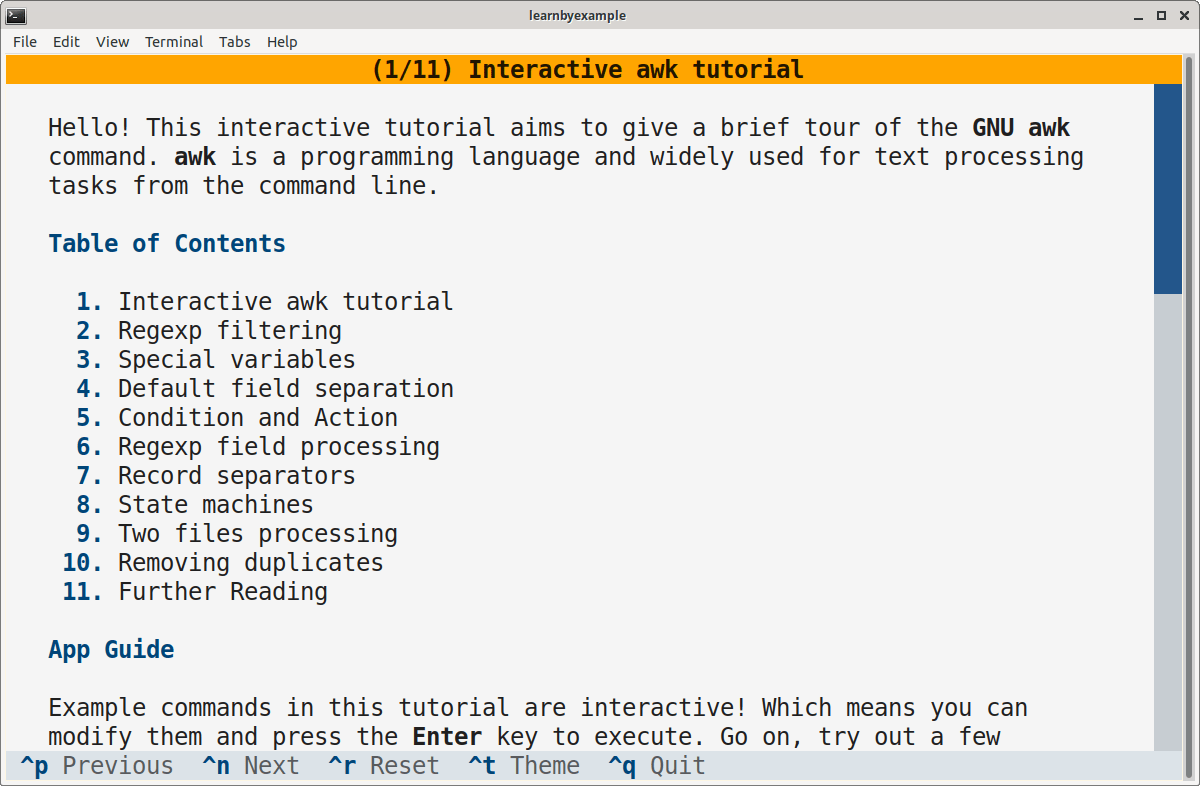 learnbyexample
File Edit View Terminal Tabs Help
(1/11) Interactive awk tutorial
Hello! This interactive tutorial aims to give a brief tour of the GNU awk
command. awk is a programming language and widely used for text processing
tasks from the command line.
Table of Contents
1. Interactive awk tutorial
2. Regexp filtering
3. Special variables
4. Default field separation
5. Condition and Action
6. Regexp field processing
7. Record separators
8. State machines
9. Two files processing
10. Removing duplicates
11. Further Reading
App Guide
Example commands in this tutorial are interactive! Which means you can
modify them and press the Enter key to execute. Go on, try out a few
^p Previous ^n Next ^r Reset ^t Theme ^q Quit